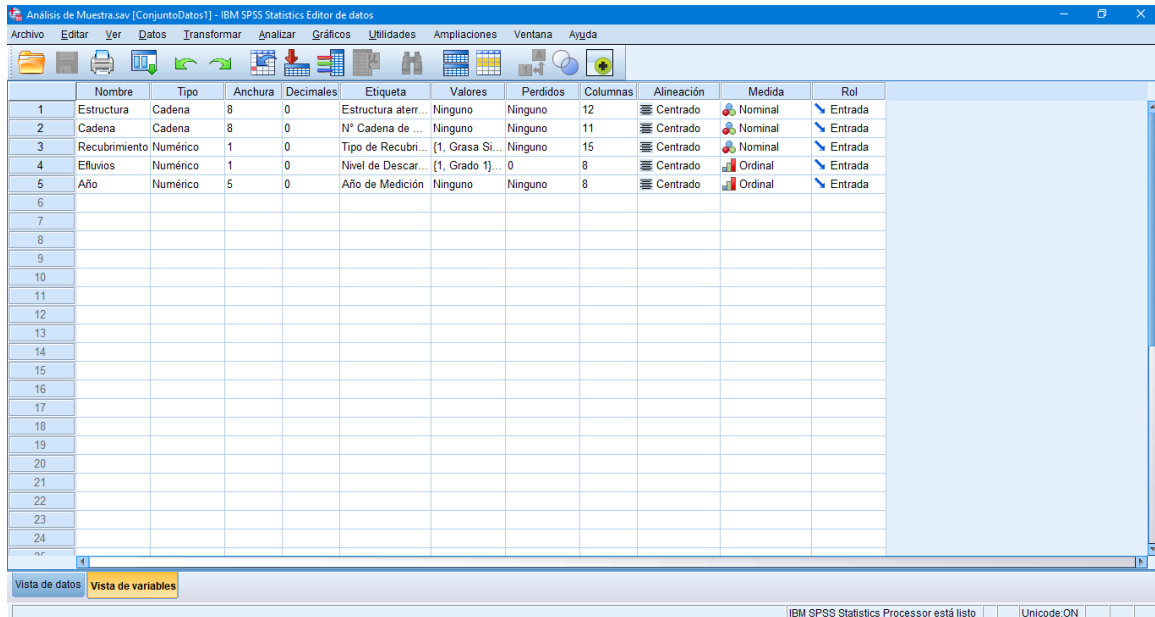 Análisis de Muestra.sav [ConjuntoDatos1] - IBM SPSS Statistics Editor de datos
Archivo Editar Ver Datos Transformar Analizar Gráficos Utilidades Ampliaciones Ventana Ayuda
Nombre Tipo Anchura Decimales Etiqueta Valores Perdidos Columnas Alineación Medida Rol
1 Estructura Cadena 8 0 Estructura aterr... Ninguno Ninguno 12 Centrado Nominal Entrada
2 Cadena Cadena 8 0 N° Cadena de ... Ninguno Ninguno 11 Centrado Nominal Entrada
3 Recubrimiento Numérico 1 0 Tipo de Recubri... {1, Grasa Si... Ninguno 15 Centrado Nominal Entrada
4 Efluvios Numérico 1 0 Nivel de Descar... {1, Grado 1}... 0 8 Centrado Ordinal Entrada
5 Año Numérico 5 0 Año de Medición Ninguno Ninguno 8 Centrado Ordinal Entrada
6
7
8
9
10
11
12
13
14
15
16
17
18
19
20
21
22
23
24
Vista de datos Vista de variables
IBM SPSS Statistics Processor está listo Unicode:ON